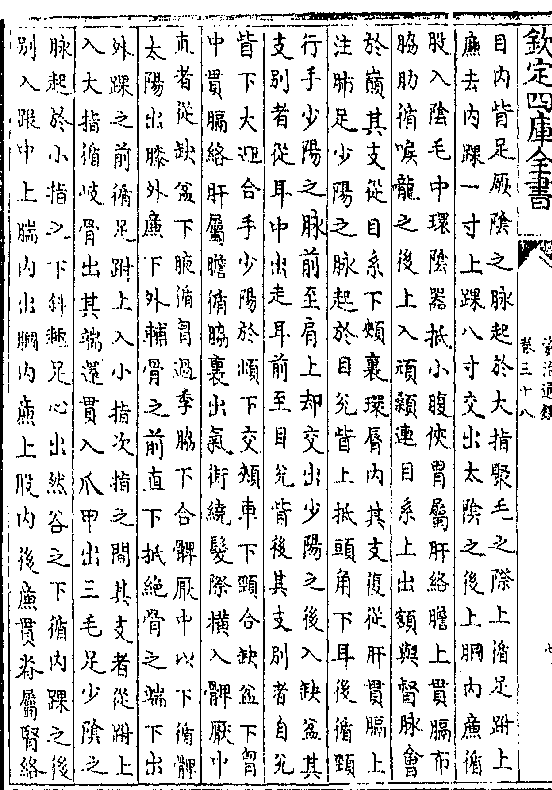 欽定四庫全書
卷三十八
目内眥足厥陰之脉起於大指聚毛之際上循足跗上
廉去内踝一寸上踝八寸交出太陰之後上膕内廉循
股入陰毛中環陰器抵小腹俠胃屬肝絡膽上貫膈布
脇肋循喉嚨之後上入頏顙連目系上出額與督脉會
於巔其支從目系下頰裏環脣内其支復從肝貫膈上
注肺足少陽之脉起於目兌眥上抵頭角下耳後循頸
行手少陽之脉前至肩上却交出少陽之後入缺盆其
支别者從耳中出走耳前至目兌眥後其支别者自兌
眥下大迎合手少陽於䪼下交頰車下頸合缺盆下胷
中貫膈絡肝屬膽循脇裏出氣街繞髮際橫入髀厭中
直者從缺盆下腋循胷過季脇下合髀厭中以下循髀
太陽出膝外廉下外輔骨之前直下抵絶骨之端下出
外踝之前循足跗上入小指次指之間其支者從跗上
入大指循岐骨出其端還貫入爪甲出三毛足少陰之
脉起於小指之下斜趣足心出然谷之下循内踝之後
别入跟中上腨内出膕内廉上股内後廉貫脊屬腎絡